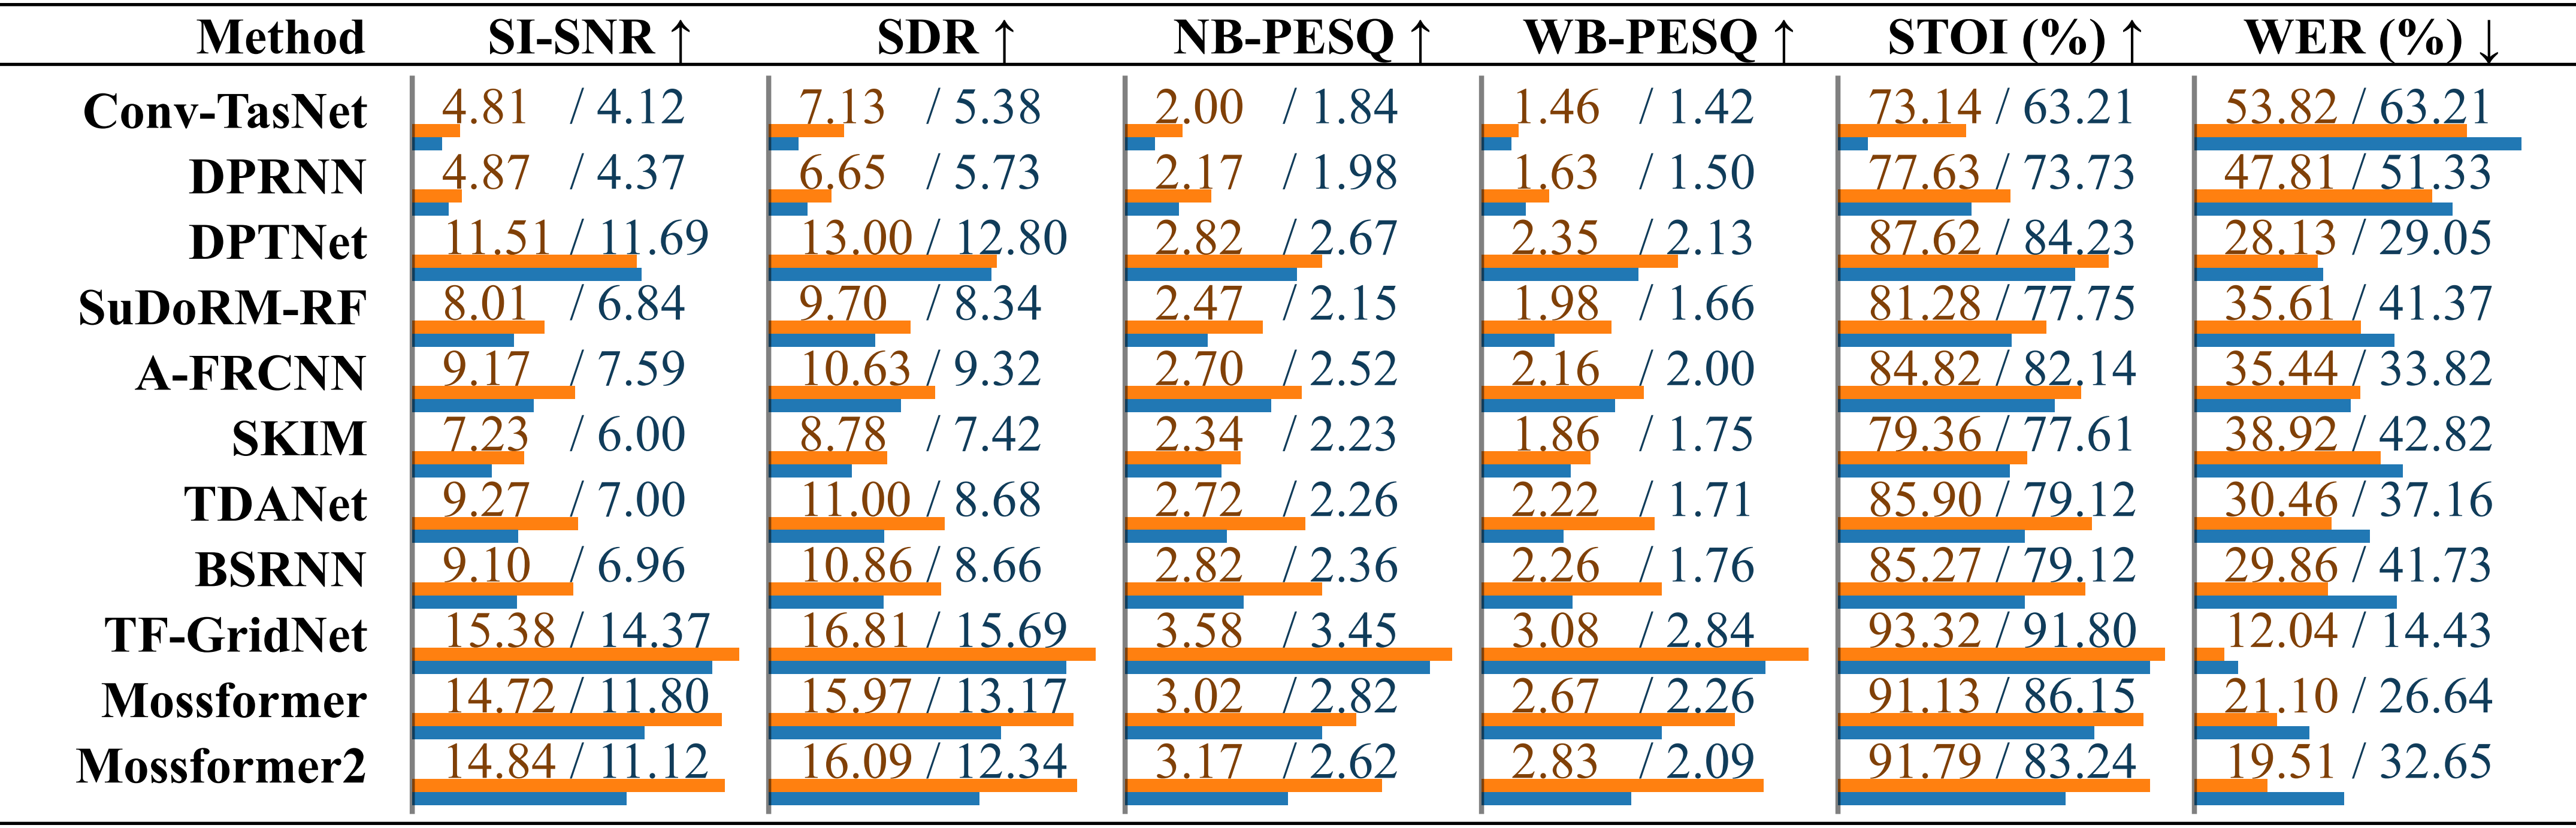 Method SI-SNR ↑ SDR ↑ NB-PESQ ↑ WB-PESQ ↑ STOI (%) ↑ WER (%) ↓
Conv-TasNet 4.81 / 4.12 7.13 / 5.38 2.00 / 1.84 1.46 / 1.42 73.14 / 63.21 53.82 / 63.21
DPRNN 4.87 / 4.37 6.65 / 5.73 2.17 / 1.98 1.63 / 1.50 77.63 / 73.73 47.81 / 51.33
DPTNet 11.51 / 11.69 13.00 / 12.80 2.82 / 2.67 2.35 / 2.13 87.62 / 84.23 28.13 / 29.05
SuDoRM-RF 8.01 / 6.84 9.70 / 8.34 2.47 / 2.15 1.98 / 1.66 81.28 / 77.75 35.61 / 41.37
A-FRCNN 9.17 / 7.59 10.63 / 9.32 2.70 / 2.52 2.16 / 2.00 84.82 / 82.14 35.44 / 33.82
SKIM 7.23 / 6.00 8.78 / 7.42 2.34 / 2.23 1.86 / 1.75 79.36 / 77.61 38.92 / 42.82
TDANet 9.27 / 7.00 11.00 / 8.68 2.72 / 2.26 2.22 / 1.71 85.90 / 79.12 30.46 / 37.16
BSRNN 9.10 / 6.96 10.86 / 8.66 2.82 / 2.36 2.26 / 1.76 85.27 / 79.12 29.86 / 41.73
TF-GridNet 15.38 / 14.37 16.81 / 15.69 3.58 / 3.45 3.08 / 2.84 93.32 / 91.80 12.04 / 14.43
Mossformer 14.72 / 11.80 15.97 / 13.17 3.02 / 2.82 2.67 / 2.26 91.13 / 86.15 21.10 / 26.64
Mossformer2 14.84 / 11.12 16.09 / 12.34 3.17 / 2.62 2.83 / 2.09 91.79 / 83.24 19.51 / 32.65